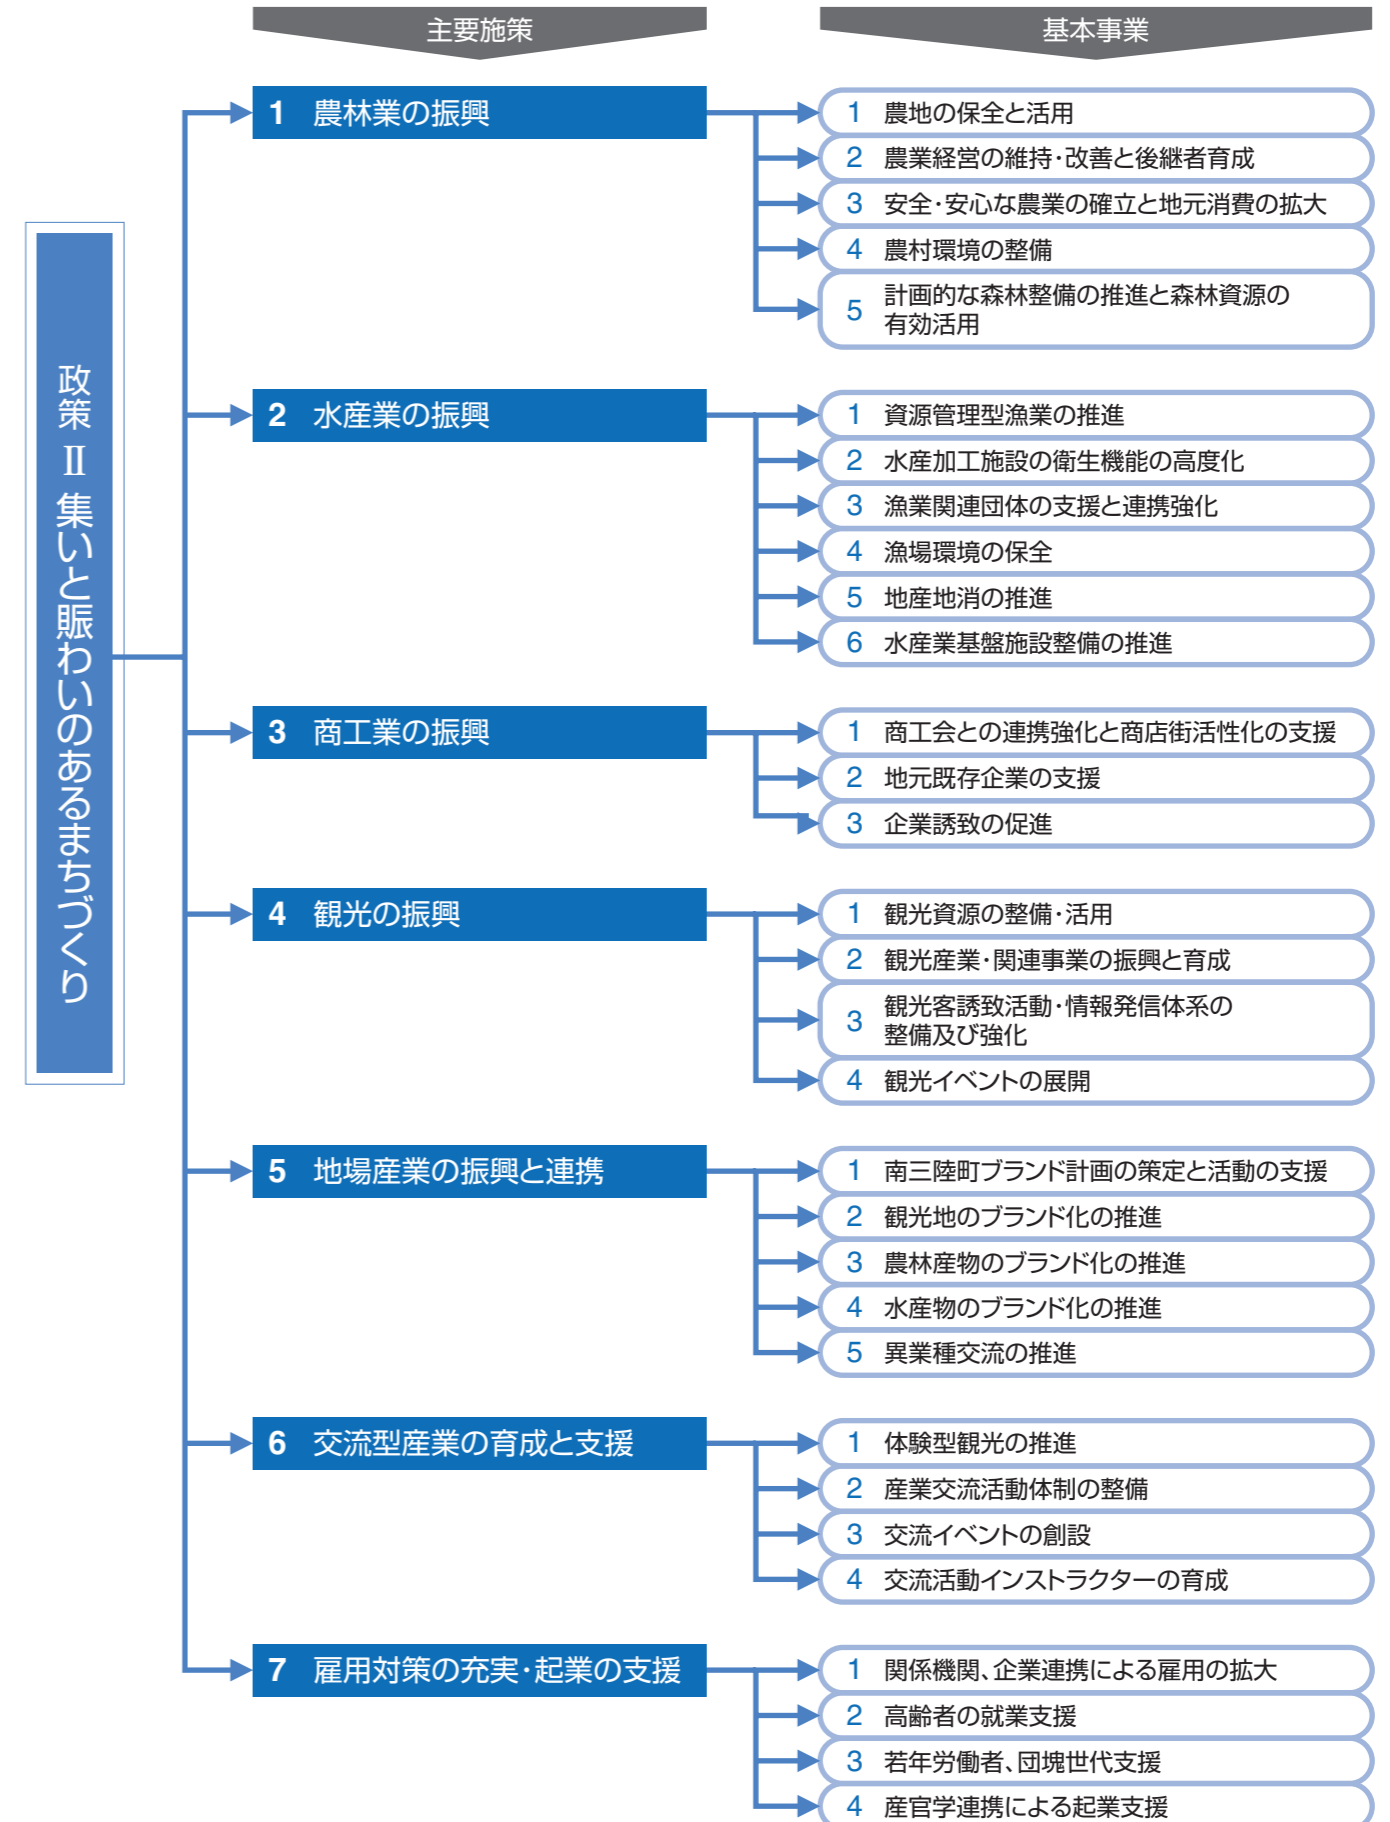 主要施策
基本事業
政策 Ⅱ 集いと賑わいのあるまちづくり
1 農林業の振興
1 農地の保全と活用
2 農業経営の維持・改善と後継者育成
3 安全・安心な農業の確立と地元消費の拡大
4 農村環境の整備
5 計画的な森林整備の推進と森林資源の
有効活用
2 水産業の振興
1 資源管理型漁業の推進
2 水産加工施設の衛生機能の高度化
3 漁業関連団体の支援と連携強化
4 漁場環境の保全
5 地産地消の推進
6 水産業基盤施設整備の推進
3 商工業の振興
1 商工会との連携強化と商店街活性化の支援
2 地元既存企業の支援
3 企業誘致の促進
4 観光の振興
1 観光資源の整備・活用
2 観光産業・関連事業の振興と育成
3 観光客誘致活動・情報発信体系の
整備及び強化
4 観光イベントの展開
5 地場産業の振興と連携
1 南三陸町ブランド計画の策定と活動の支援
2 観光地のブランド化の推進
3 農林産物のブランド化の推進
4 水産物のブランド化の推進
5 異業種交流の推進
6 交流型産業の育成と支援
1 体験型観光の推進
2 産業交流活動体制の整備
3 交流イベントの創設
4 交流活動インストラクターの育成
7 雇用対策の充実・起業の支援
1 関係機関、企業連携による雇用の拡大
2 高齢者の就業支援
3 若年労働者、団塊世代支援
4 産官学連携による起業支援